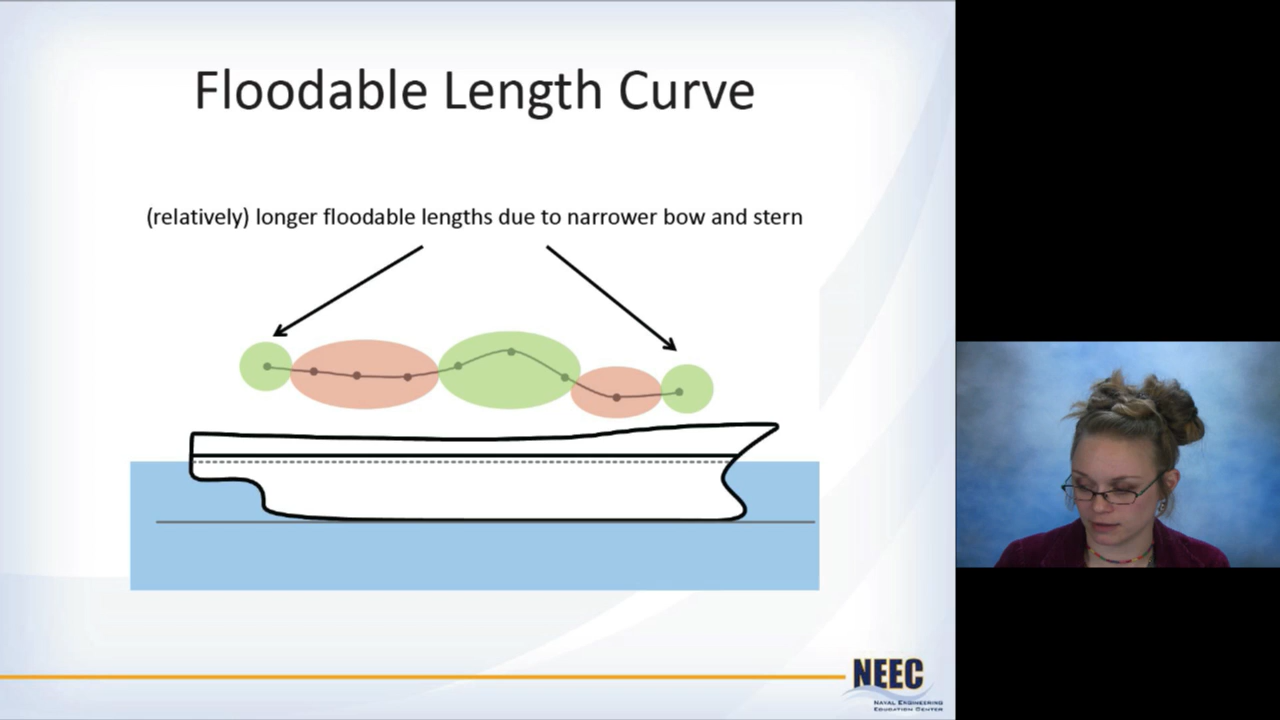 Floodable Length Curve
(relatively) longer floodable lengths due to narrower bow and stern
NEEC
NAVAL ENGINEERING
EDUCATION CENTER